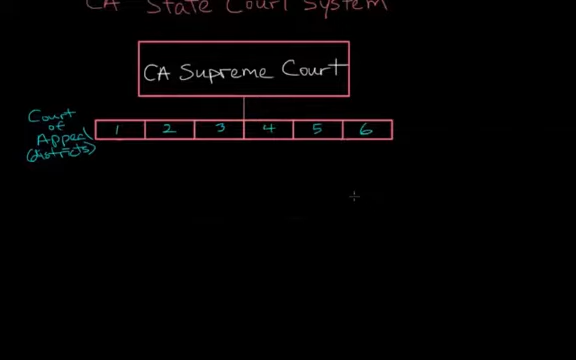 CA State Court System
CA Supreme Court
Court
of
Appeal
(districts)
1 2 3 4 5 6